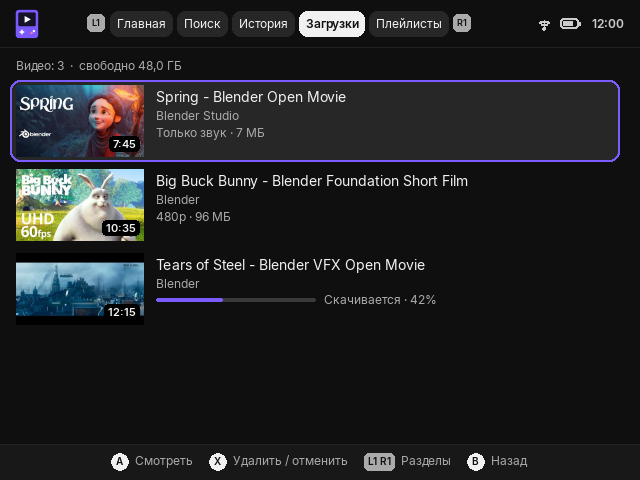 L1 Главная Поиск История Загрузки Плейлисты R1 12:00
Видео: 3 · свободно 48,0 ГБ
SPRING
blender
7:45
Spring - Blender Open Movie
Blender Studio
Только звук · 7 МБ
Big Buck
BUNNY
UHD
60fps
10:35
Big Buck Bunny - Blender Foundation Short Film
Blender
480p · 96 МБ
12:15
Tears of Steel - Blender VFX Open Movie
Blender
Скачивается · 42%
A Смотреть X Удалить / отменить L1 R1 Разделы B Назад